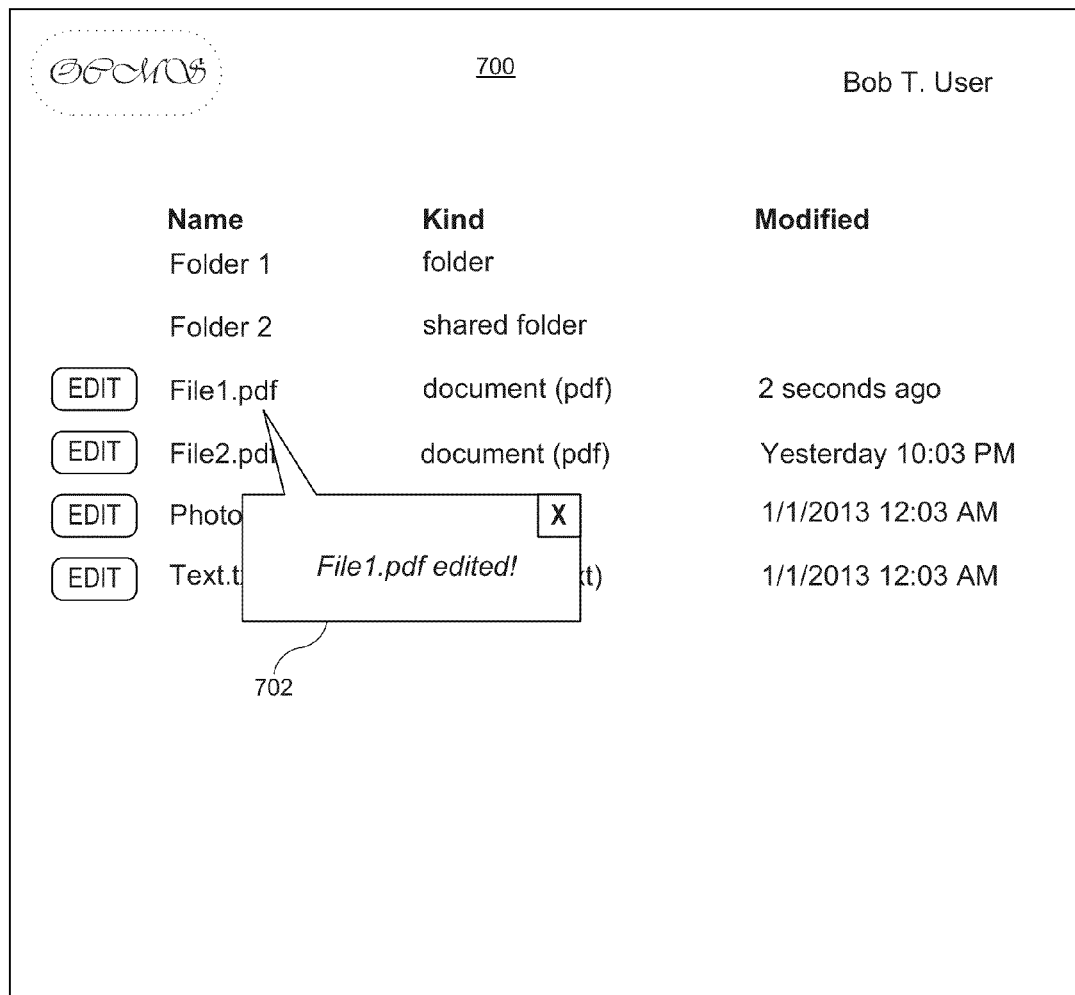 OCMS 700 Bob T. User
Name Kind Modified
Folder 1 folder
Folder 2 shared folder
EDIT File1.pdf document (pdf) 2 seconds ago
EDIT File2.pdf document (pdf) Yesterday 10:03 PM
EDIT Photo 1/1/2013 12:03 AM
X
EDIT Text.t t) 1/1/2013 12:03 AM
File1.pdf edited!
702